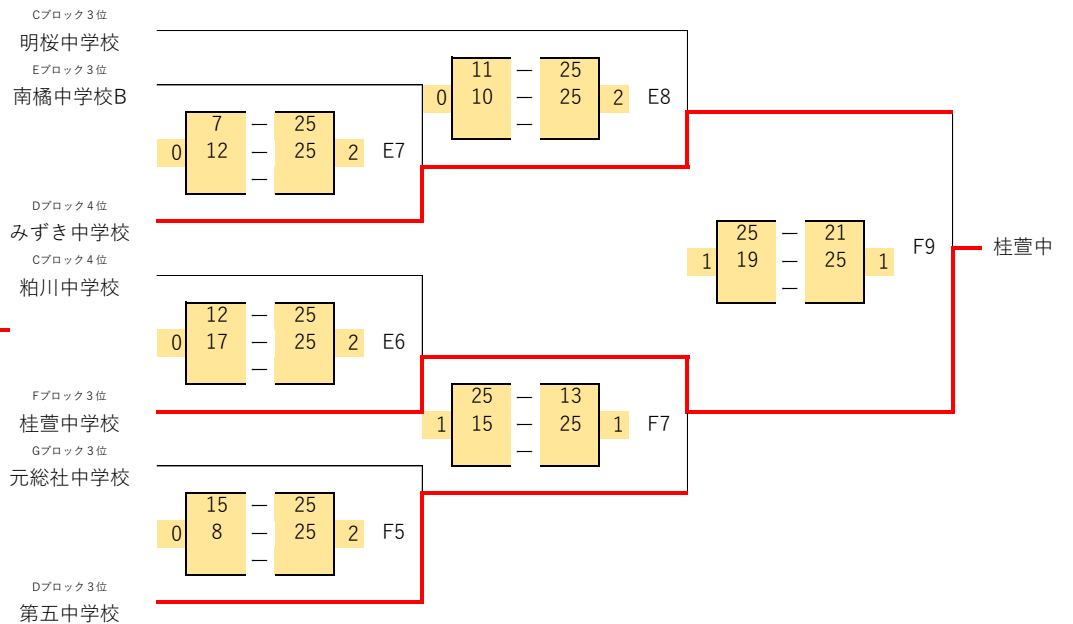 Cブロック3位
明桜中学校
Eブロック3位
南橘中学校B
11 — 25
0 10 — 25 2 E8
—
7 — 25
0 12 — 25 2 E7
—
Dブロック4位
みずき中学校
25 — 21
1 19 — 25 1 F9 桂萱中
—
Cブロック4位
粕川中学校
12 — 25
0 17 — 25 2 E6
—
Fブロック3位
桂萱中学校
25 — 13
1 15 — 25 1 F7
—
Gブロック3位
元総社中学校
15 — 25
0 8 — 25 2 F5
—
Dブロック3位
第五中学校